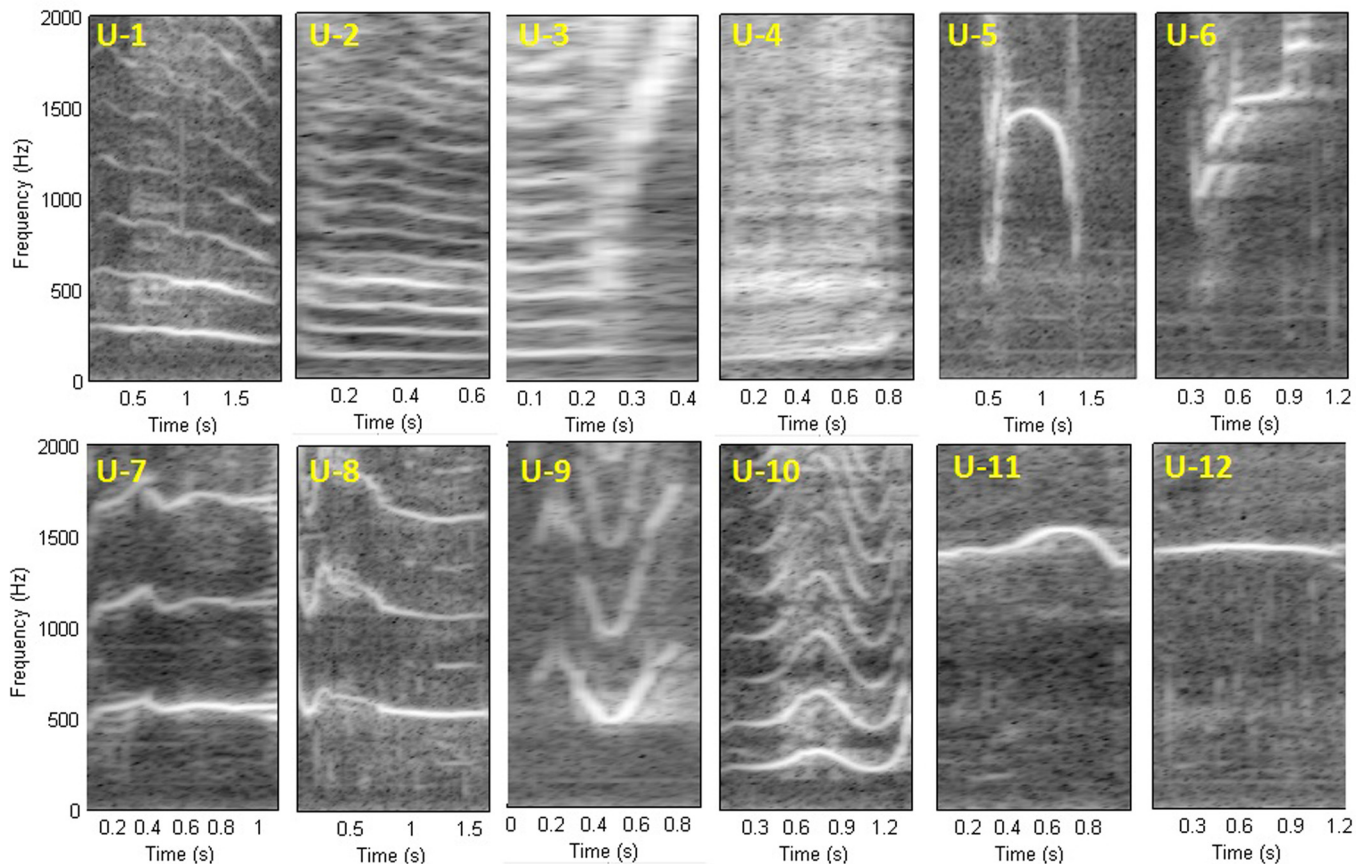 U-1 U-2 U-3 U-4 U-5 U-6
2000
1500
1000
500
0
Frequency (Hz)
0.5 1 1.5 0.2 0.4 0.6 0.1 0.2 0.3 0.4 0.2 0.4 0.6 0.8 0.5 1 1.5 0.3 0.6 0.9 1.2
Time (s) Time (s) Time (s) Time (s) Time (s) Time (s)
U-7 U-8 U-9 U-10 U-11 U-12
2000
1500
1000
500
0
Frequency (Hz)
0.2 0.4 0.6 0.8 1 0.5 1 1.5 0 0.2 0.4 0.6 0.8 0.3 0.6 0.9 1.2 0.2 0.4 0.6 0.8 0.3 0.6 0.9 1.2
Time (s) Time (s) Time (s) Time (s) Time (s) Time (s)